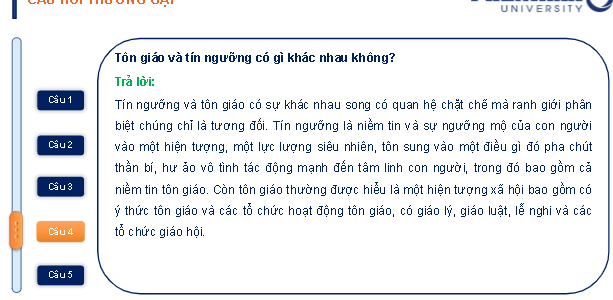 CÂU HỎI THƯỜNG GẶP
UNIVERSITY
Tôn giáo và tín ngưỡng có gì khác nhau không?
Trả lời:
Tín ngưỡng và tôn giáo có sự khác nhau song có quan hệ chặt chẽ mà ranh giới phân
biệt chúng chỉ là tương đối. Tín ngưỡng là niềm tin và sự ngưỡng mộ của con người
vào một hiện tượng, một lực lượng siêu nhiên, tôn sung vào một điều gì đó pha chút
thần bí, hư ảo vô tình tác động mạnh đến tâm linh con người, trong đó bao gồm cả
niềm tin tôn giáo. Còn tôn giáo thường được hiểu là một hiện tượng xã hội bao gồm có
ý thức tôn giáo và các tổ chức hoạt động tôn giáo, có giáo lý, giáo luật, lễ nghi và các
tổ chức giáo hội.
Câu 1
Câu 2
Câu 3
Câu 4
Câu 5